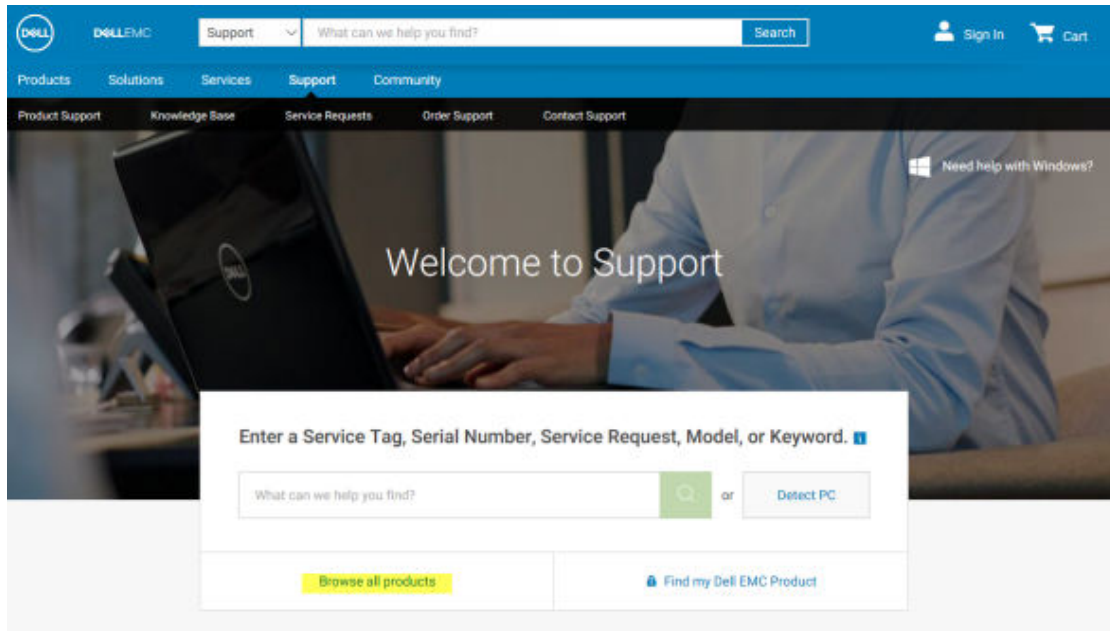 DELL DELLEMC Support What can we help you find? Search Sign In Cart
Products Solutions Services Support Community
Product Support Knowledge Base Service Requests Order Support Contact Support
Need help with Windows?
DELL
Welcome to Support
Enter a Service Tag, Serial Number, Service Request, Model, or Keyword. i
What can we help you find? or Detect PC
Browse all products Find my Dell EMC Product